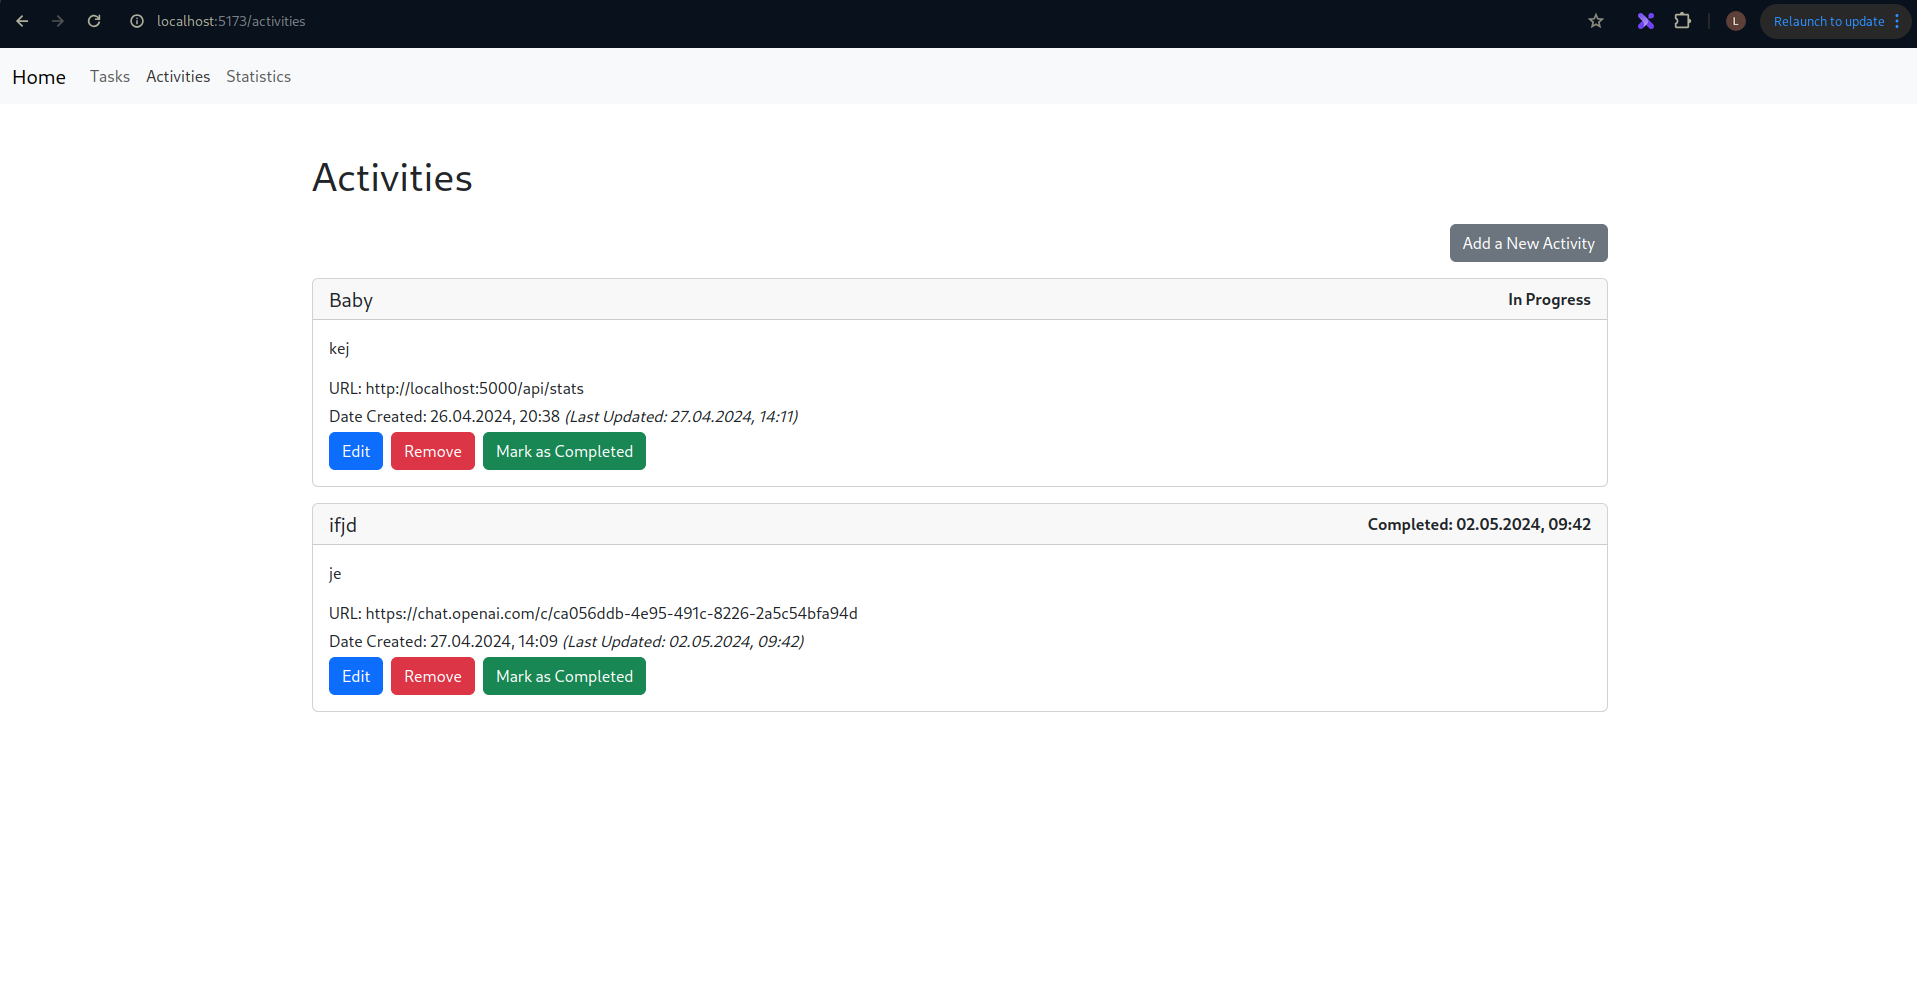 localhost:5173/activities
L
Relaunch to update
Home Tasks Activities Statistics
Activities
Add a New Activity
Baby In Progress
kej
URL: http://localhost:5000/api/stats
Date Created: 26.04.2024, 20:38 (Last Updated: 27.04.2024, 14:11)
Edit Remove Mark as Completed
ifjd Completed: 02.05.2024, 09:42
je
URL: https://chat.openai.com/c/ca056ddb-4e95-491c-8226-2a5c54bfa94d
Date Created: 27.04.2024, 14:09 (Last Updated: 02.05.2024, 09:42)
Edit Remove Mark as Completed